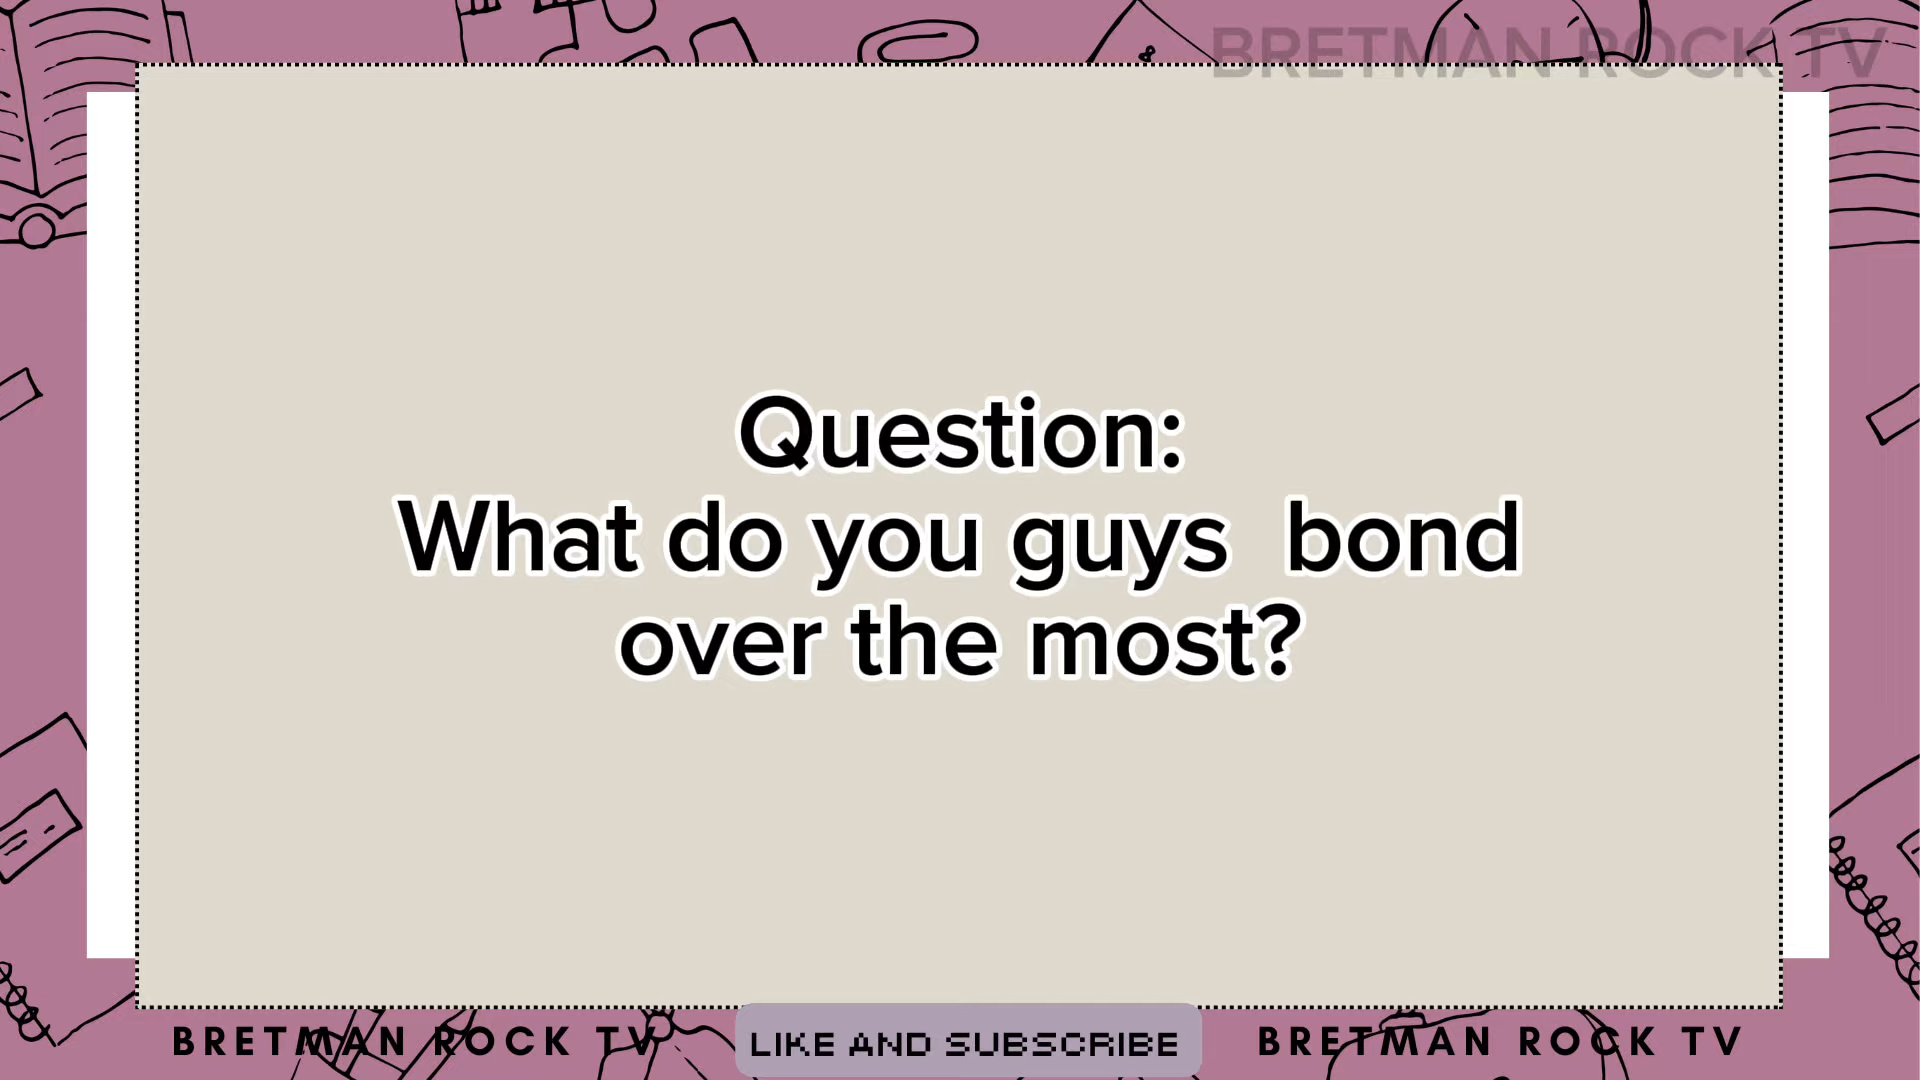 BRETMAN ROCK TV
Question:
What do you guys  bond
over the most?
BRETMAN ROCK TV
LIKE AND SUBSCRIBE
BRETMAN ROCK TV